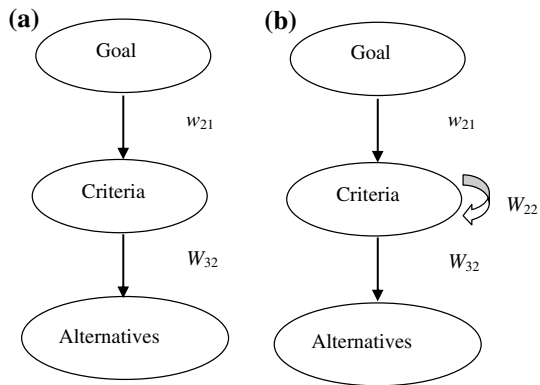 (a)
Goal
w21
Criteria
W32
Alternatives
(b)
Goal
w21
Criteria
W22
W32
Alternatives